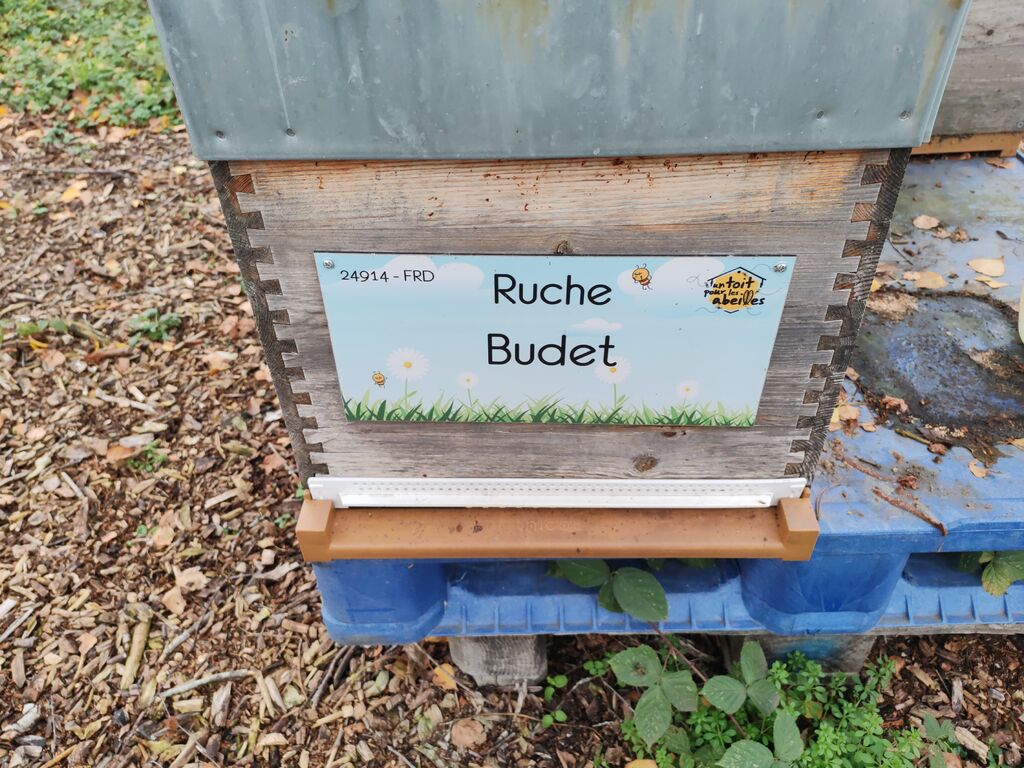 24914 - FRD
Ruche
Budet
un toit
pour les
abeilles